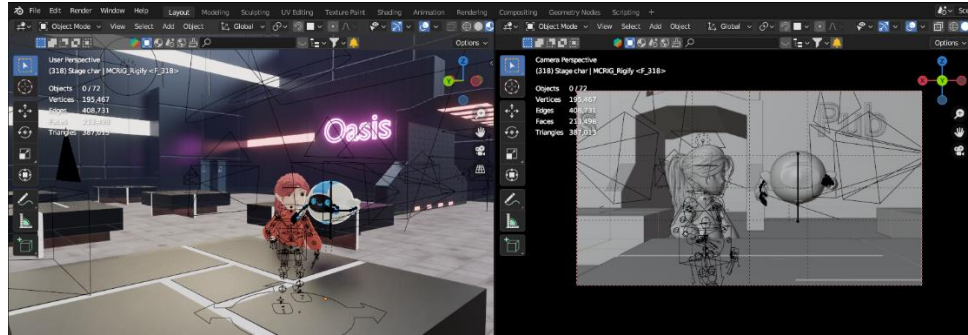 File Edit Render Window Help Layout Modeling Sculpting UV Editing Texture Paint Shading Animation Rendering Compositing Geometry Nodes Scripting +
Object Mode View Select Add Object Global
Options
User Perspective
(318) Stage char | MCRIG_Rigify <F_318>
Objects 0/72
Vertices 195,467
Edges 408,731
Faces 213,498
Triangles 387,015
Oasis
Z
Y
Object Mode View Select Add Object Global
Options
Camera Perspective
(318) Stage char | MCRIG_Rigify <F_318>
Objects 0/72
Vertices 195,467
Edges 408,731
Faces 213,498
Triangles 387,015
Pub
Z
X
Y